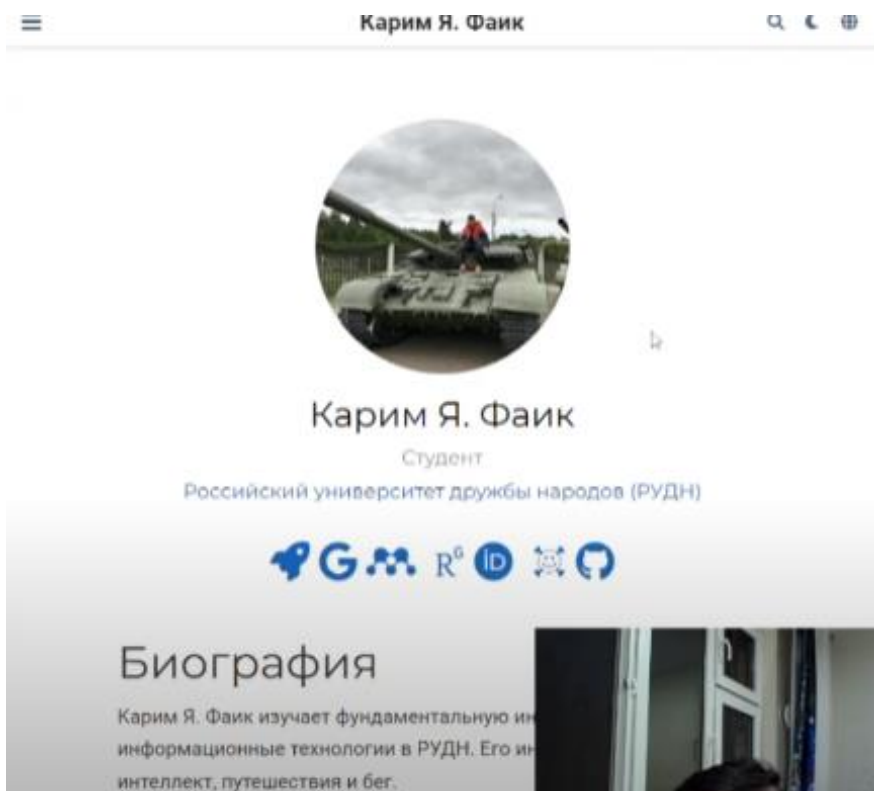 Карим Я. Фаик
Карим Я. Фаик
Студент
Российский университет дружбы народов (РУДН)
Биография
Карим Я. Фаик изучает фундаментальную ин
информационные технологии в РУДН. Его ин
интеллект, путешествия и бег.